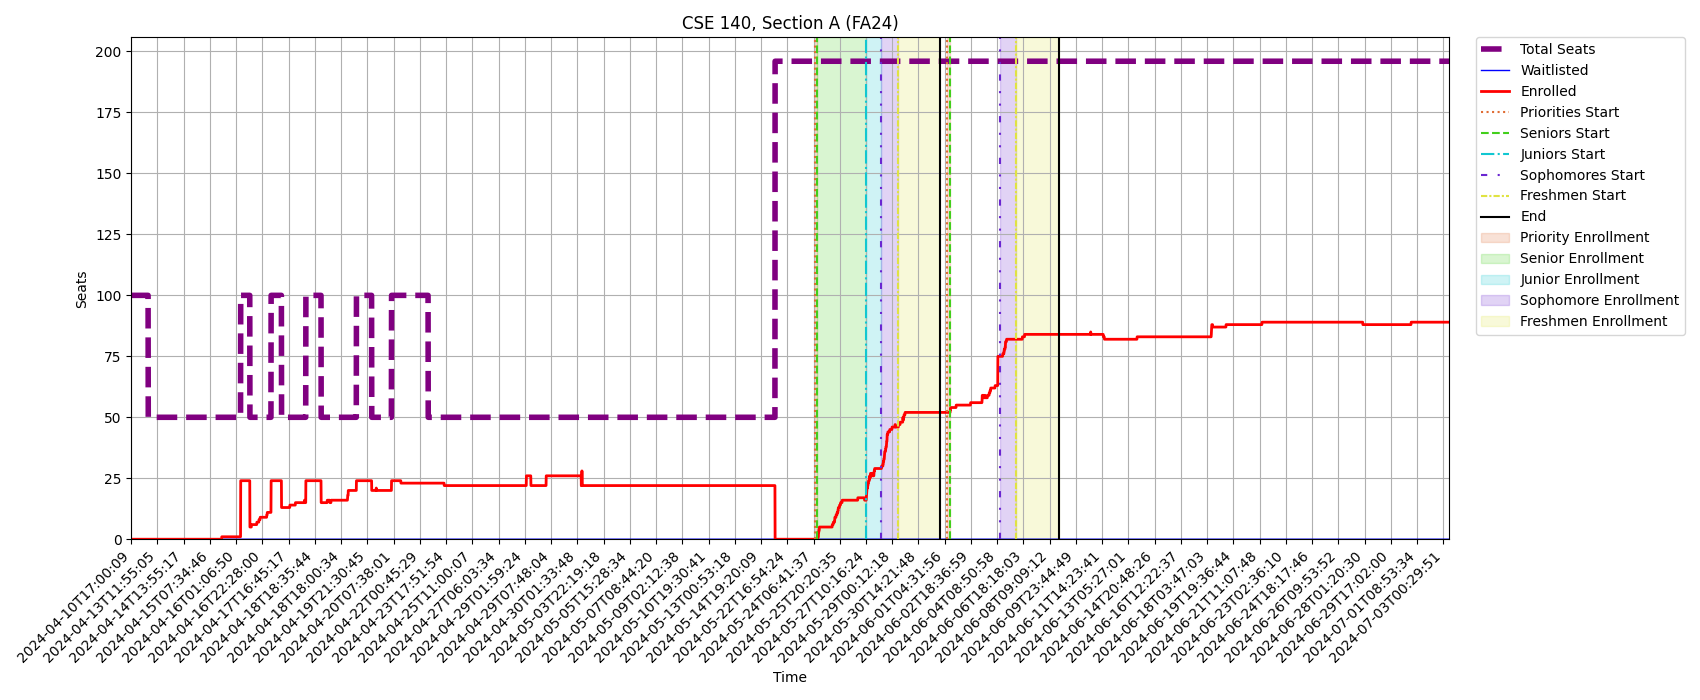 CSE 140, Section A (FA24)
Seats
200
175
150
125
100
75
50
25
0
2024-04-10T17:00:09
2024-04-13T11:55:05
2024-04-14T13:55:17
2024-04-15T07:34:46
2024-04-16T01:06:50
2024-04-16T22:28:00
2024-04-17T16:45:17
2024-04-18T18:35:44
2024-04-18T18:00:34
2024-04-19T21:30:45
2024-04-20T07:38:01
2024-04-22T00:45:29
2024-04-23T17:51:54
2024-04-27T06:03:34
2024-04-29T01:59:24
2024-04-29T07:48:04
2024-04-30T01:33:48
2024-05-03T22:19:18
2024-05-05T15:28:34
2024-05-07T08:44:20
2024-05-09T02:12:38
2024-05-10T19:30:41
2024-05-13T00:53:18
2024-05-14T19:20:09
2024-05-22T16:54:24
2024-05-24T06:41:37
2024-05-25T20:20:35
2024-05-27T10:16:24
2024-05-29T00:12:18
2024-05-30T14:21:48
2024-06-01T04:31:56
2024-06-02T18:36:59
2024-06-04T08:50:58
2024-06-06T18:18:03
2024-06-08T09:09:12
2024-06-09T23:44:49
2024-06-11T14:23:41
2024-06-13T05:27:01
2024-06-14T20:48:26
2024-06-16T12:22:37
2024-06-18T03:47:03
2024-06-19T19:36:44
2024-06-21T11:07:48
2024-06-23T02:36:10
2024-06-24T18:17:46
2024-06-26T09:53:52
2024-06-28T01:20:30
2024-06-29T17:02:00
2024-07-01T08:53:34
2024-07-03T00:29:51
Time
Total Seats
Waitlisted
Enrolled
Priorities Start
Seniors Start
Juniors Start
Sophomores Start
Freshmen Start
End
Priority Enrollment
Senior Enrollment
Junior Enrollment
Sophomore Enrollment
Freshmen Enrollment